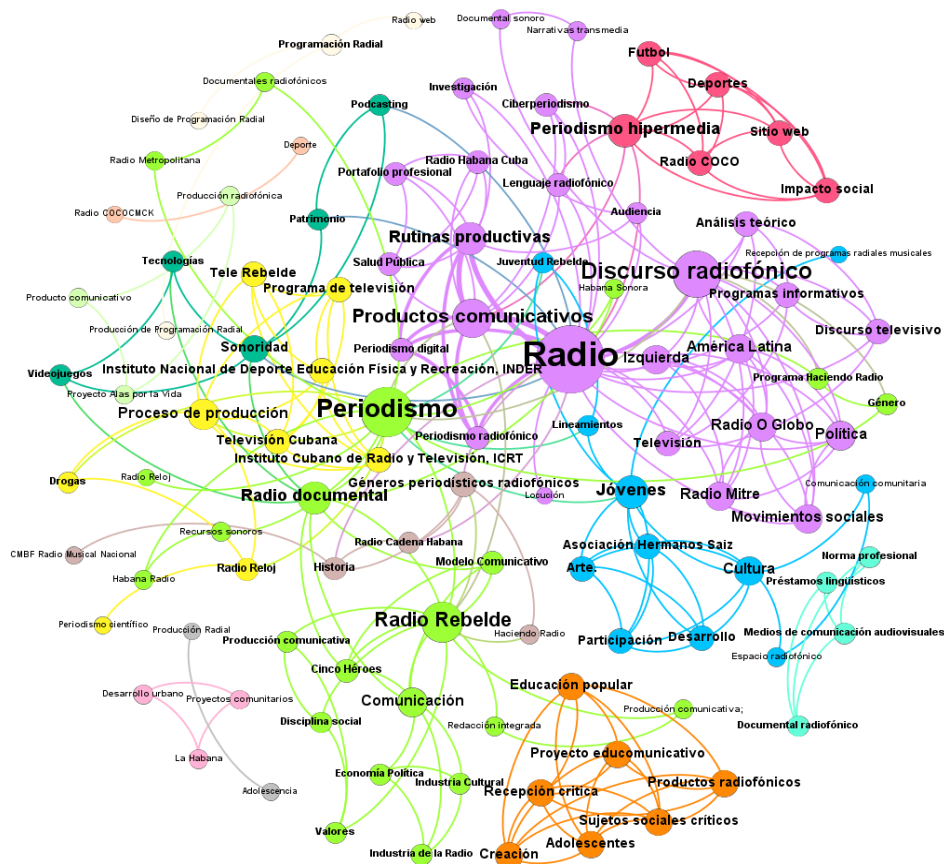 Radio web
Documental sonoro
Narrativas transmedia
Programación Radial
Futbol
Documentales radiofónicos
Investigación
Deportes
Podcasting
Ciberperiodismo
Diseño de Programación Radial
Periodismo hipermedia
Sitio web
Deporte
Radio Metropolitana
Radio Habana Cuba
Radio COCO
Portafolio profesional
Lenguaje radiofónico
Impacto social
Producción radiofónica
Radio COCOCMCK
Patrimonio
Audiencia
Análisis teórico
Rutinas productivas
Recepción de programas radiales musicales
Tecnologías
Salud Pública
Juventud Rebelde
Discurso radiofónico
Tele Rebelde
Programa de televisión
Habana Sonora
Programas informativos
Producto comunicativo
Productos comunicativos
Producción de Programación Radial
Discurso televisivo
Sonoridad
Periodismo digital
Radio
América Latina
Izquierda
Instituto Nacional de Deporte Educación Física y Recreación, INDER
Videojuegos
Programa Haciendo Radio
Proyecto Alas por la Vida
Periodismo
Género
Proceso de producción
Lineamientos
Radio O Globo
Política
Televisión Cubana
Periodismo radiofónico
Televisión
Instituto Cubano de Radio y Televisión, ICRT
Drogas
Radio Reloj
Géneros periodísticos radiofónicos
Comunicación comunitaria
Radio documental
Jóvenes
Radio Mitre
Locución
Movimientos sociales
Recursos sonoros
Radio Cadena Habana
Asociación Hermanos Saiz
CMBF Radio Musical Nacional
Norma profesional
Historia
Modelo Comunicativo
Arte.
Cultura
Préstamos lingüísticos
Habana Radio
Radio Reloj
Radio Rebelde
Periodismo científico
Producción Radial
Haciendo Radio
Participación
Desarrollo
Medios de comunicación audiovisuales
Producción comunicativa
Espacio radiofónico
Cinco Héroes
Educación popular
Desarrollo urbano
Proyectos comunitarios
Comunicación
Producción comunicativa;
Disciplina social
Redacción integrada
Documental radiofónico
La Habana
Proyecto educomunicativo
Economía Política
Industria Cultural
Productos radiofónicos
Adolescencia
Recepción critica
Sujetos sociales críticos
Valores
Adolescentes
Industria de la Radio
Creación